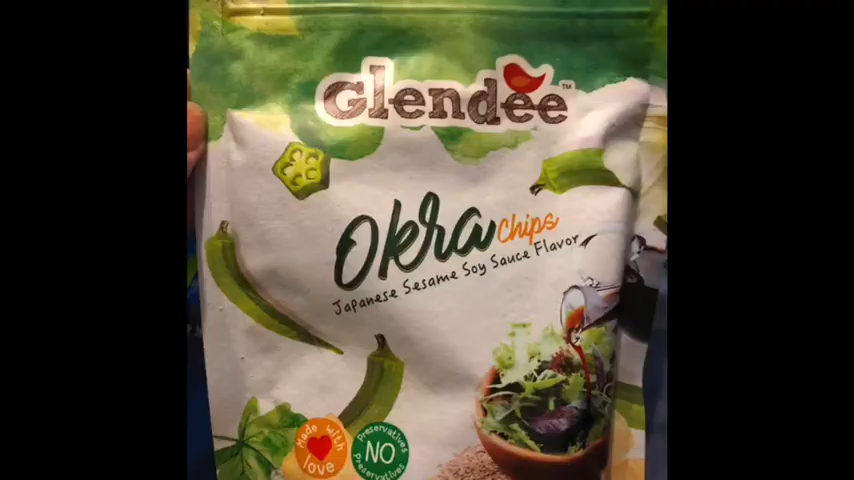 Glendee™
Okra chips
Japanese Sesame Soy Sauce Flavor
Made with
love
Preservatives
NO
Preservatives